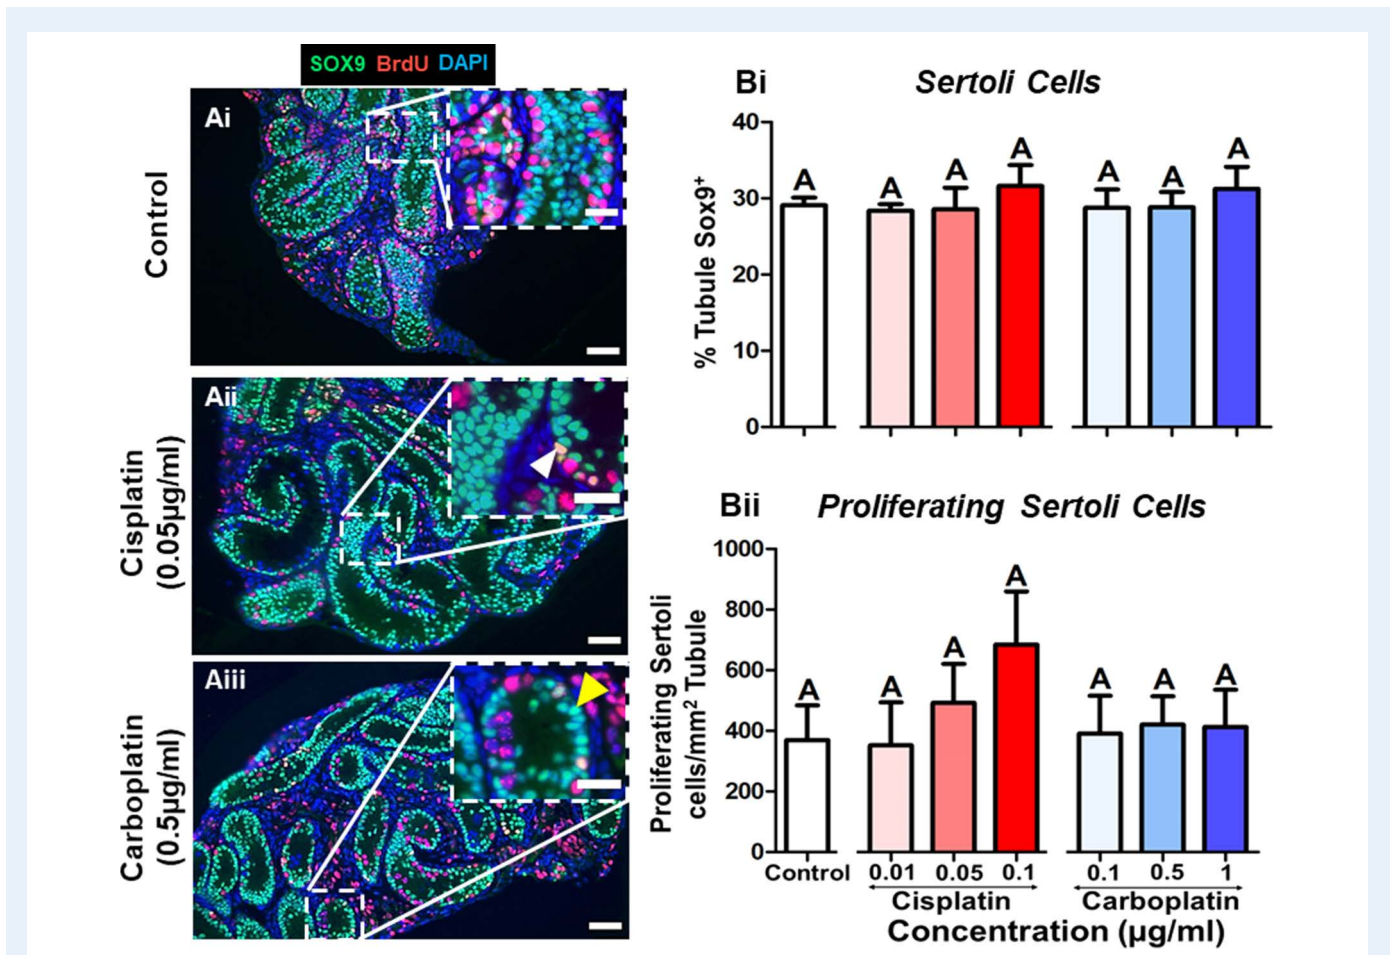 SOX9 BrdU DAPI
Ai
Control
Aii
Cisplatin
(0.05µg/ml)
Aiii
Carboplatin
(0.5µg/ml)
Bi
Sertoli Cells
% Tubule Sox9+
40
30
20
10
0
A
A
A
A
A
A
A
Bii
Proliferating Sertoli Cells
Proliferating Sertoli
cells/mm2 Tubule
1000
800
600
400
200
0
A
A
A
A
A
A
A
Control
0.01
0.05
0.1
0.1
0.5
1
Cisplatin
Carboplatin
Concentration (µg/ml)